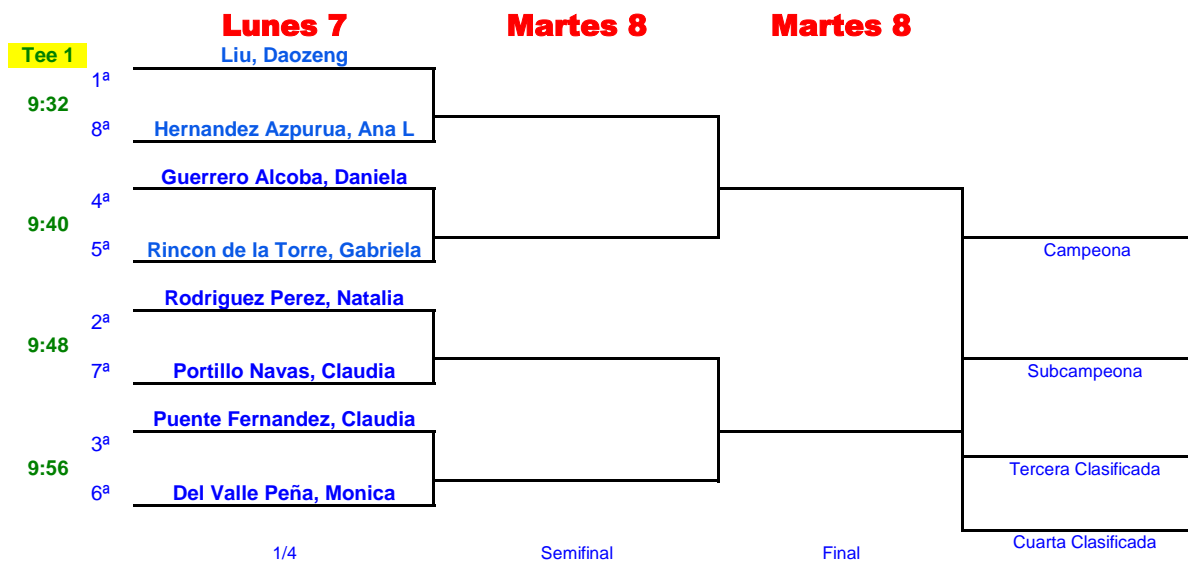 Lunes 7
Martes 8
Martes 8
Tee 1
Liu, Daozeng
1ª
9:32
8ª
Hernandez Azpurua, Ana L
Guerrero Alcoba, Daniela
4ª
9:40
5ª
Rincon de la Torre, Gabriela
Campeona
Rodriguez Perez, Natalia
2ª
9:48
7ª
Portillo Navas, Claudia
Subcampeona
Puente Fernandez, Claudia
3ª
9:56
Tercera Clasificada
6ª
Del Valle Peña, Monica
Cuarta Clasificada
1/4
Semifinal
Final